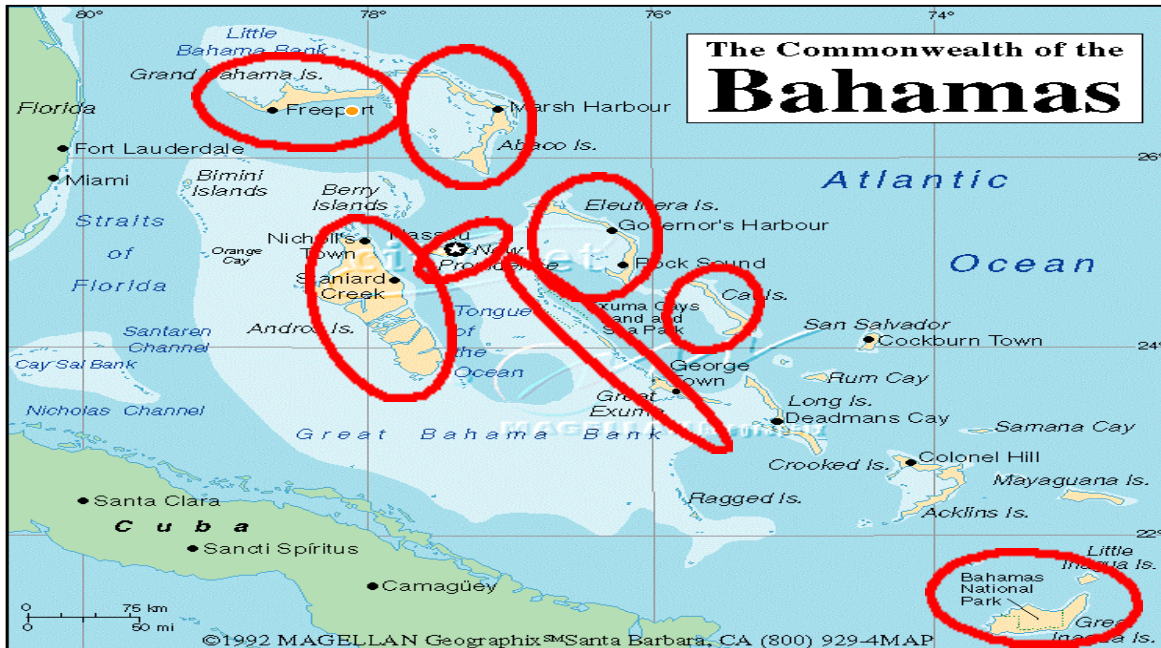 80°
78°
76°
74°
The Commonwealth of the
Bahamas
Little
Bahama Bank
Grand Bahama Is.
Florida
Freeport
Marsh Harbour
Abaco Is.
Fort Lauderdale
26°
Miami
Bimini
Islands
Berry
Islands
Atlantic
Ocean
Straits
of
Florida
Eleuthera Is.
Governor's Harbour
Nassau
New
Providence
Nicholl's
Town
Orange
Cay
Rock Sound
Staniard
Creek
Cat Is.
Exuma Cays
Land and
Sea Park
Tongue
of
the
Ocean
Andros Is.
San Salvador
Cockburn Town
Santaren
Channel
24°
Cay Sal Bank
George
Town
Rum Cay
Great
Exuma
Long Is.
Deadmans Cay
Nicholas Channel
Great Bahama Bank
MAGELLAN
Samana Cay
Crooked Is.
Colonel Hill
Mayaguana Is.
Ragged Is.
Acklins Is.
Santa Clara
Cuba
22°
Sancti Spíritus
Little
Inagua Is.
Bahamas
National
Park
Camagüey
Great
Inagua Is.
0 75 km
0 50 mi
©1992 MAGELLAN Geographix℠Santa Barbara, CA (800) 929-4MAP